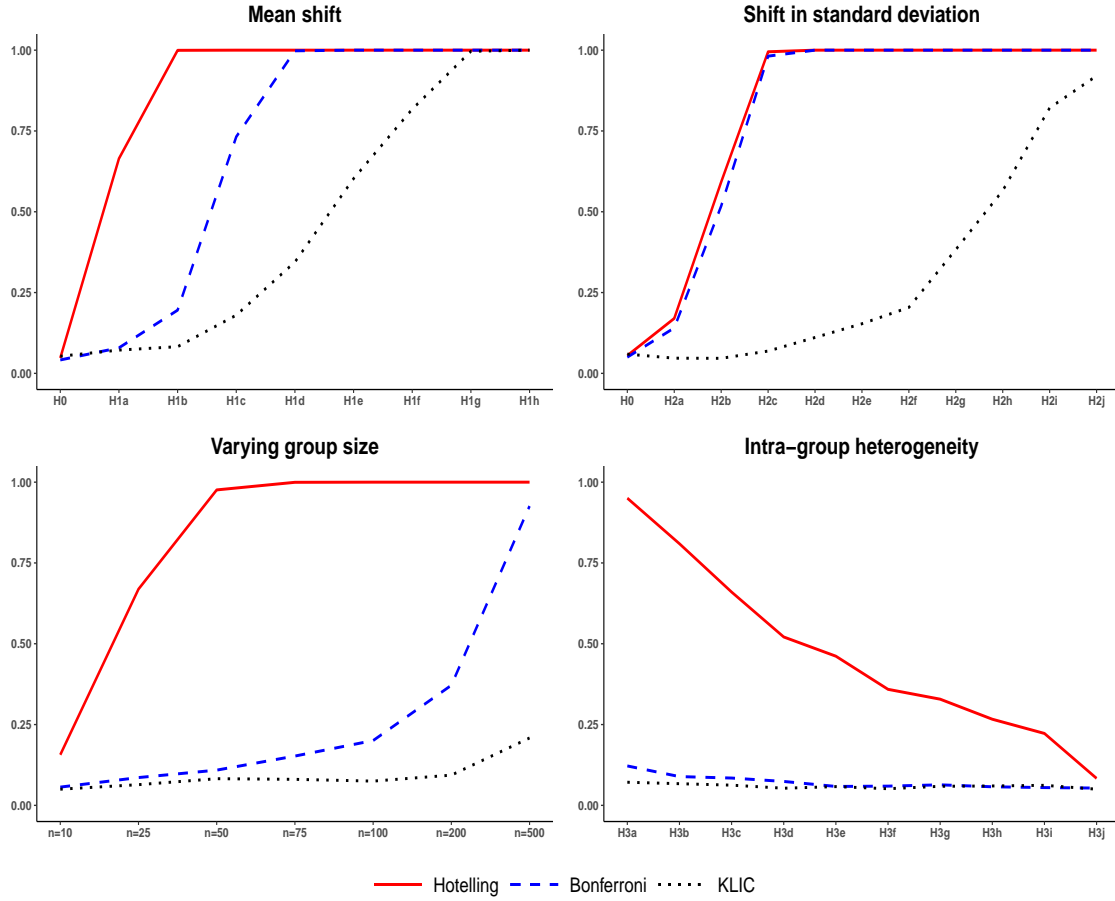 Mean shift
1.00
0.75
0.50
0.25
0.00
H0 H1a H1b H1c H1d H1e H1f H1g H1h
Shift in standard deviation
1.00
0.75
0.50
0.25
0.00
H0 H2a H2b H2c H2d H2e H2f H2g H2h H2i H2j
Varying group size
1.00
0.75
0.50
0.25
0.00
n=10 n=25 n=50 n=75 n=100 n=200 n=500
Intra−group heterogeneity
1.00
0.75
0.50
0.25
0.00
H3a H3b H3c H3d H3e H3f H3g H3h H3i H3j
Hotelling Bonferroni KLIC